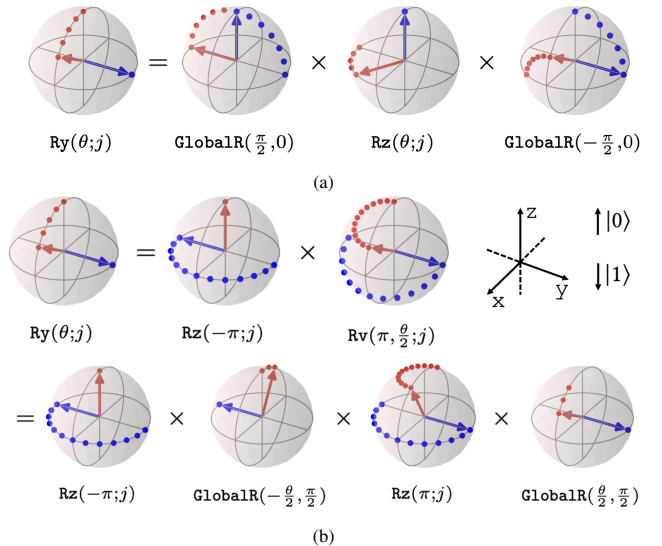 = × ×
Ry(θ;j) GlobalR(π/2,0) Rz(θ;j) GlobalR(-π/2,0)
(a)
= × z |0⟩
|1⟩
x y
Ry(θ;j) Rz(-π;j) Rv(π,θ/2;j)
= × × ×
Rz(-π;j) GlobalR(-θ/2,π/2) Rz(π;j) GlobalR(θ/2,π/2)
(b)